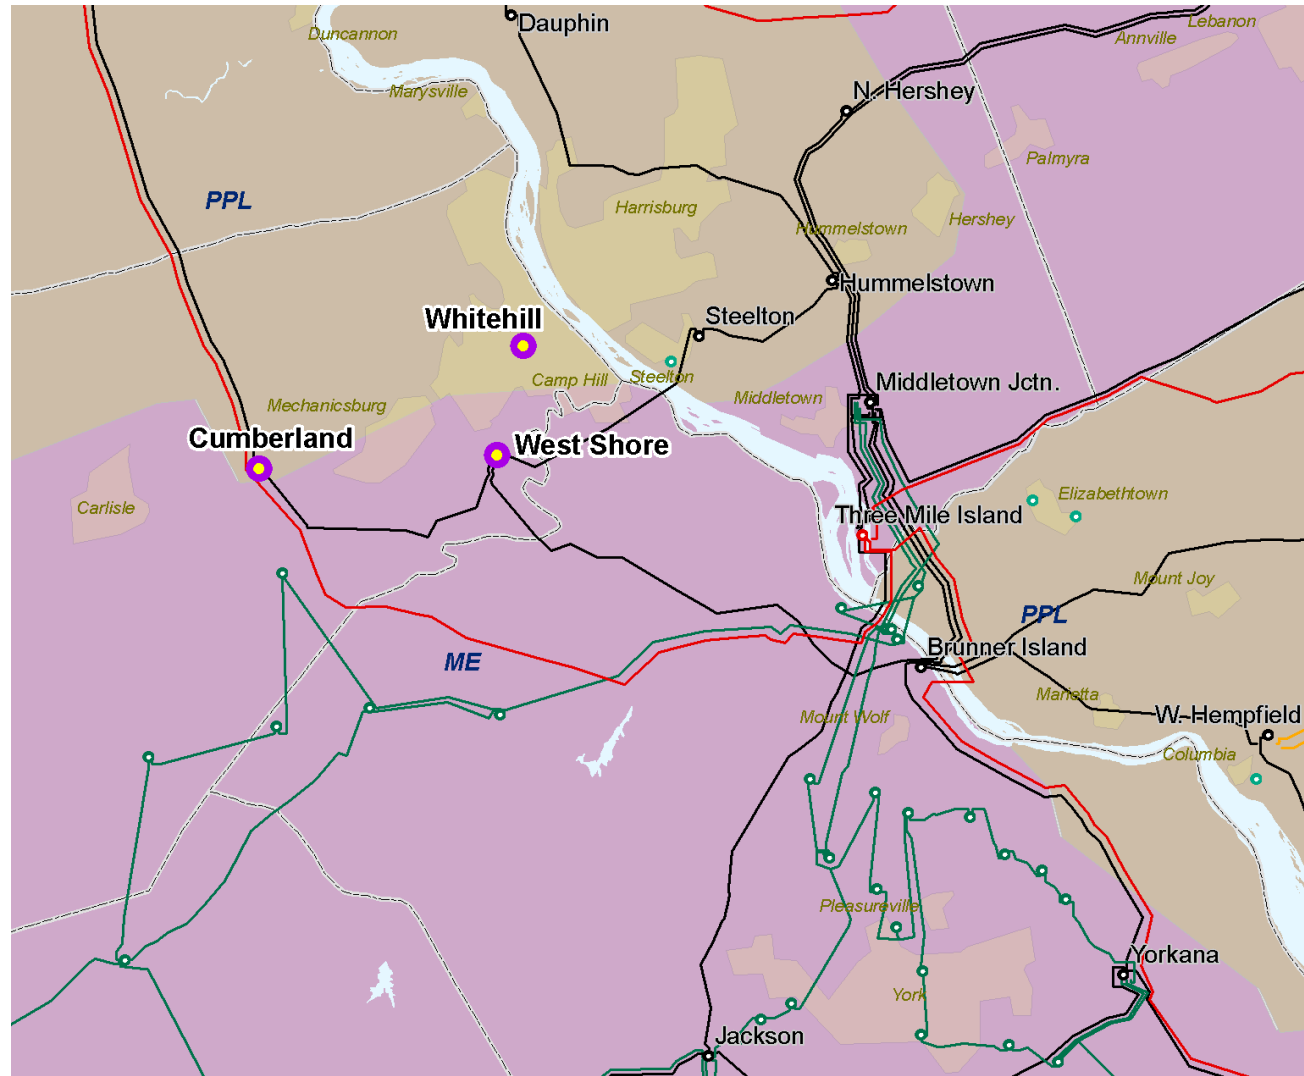 Dauphin
Lebanon
Annville
Duncannon
Marysville
N. Hershey
Palmyra
PPL
Harrisburg
Hershey
Hummelstown
Hummelstown
Whitehill
Steelton
Camp Hill
Steelton
Middletown Jctn.
Mechanicsburg
Middletown
Cumberland
West Shore
Carlisle
Elizabethtown
Three Mile Island
Mount Joy
PPL
ME
Brunner Island
Marietta
Mount Wolf
W. Hempfield
Columbia
Pleasureville
Yorkana
York
Jackson